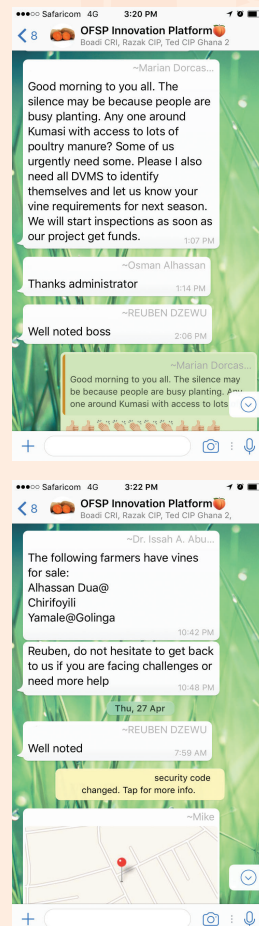 Safaricom 4G 3:20 PM
8 OFSP Innovation Platform
Boadi CRI, Razak CIP, Ted CIP Ghana 2
~Marian Dorcas...
Good morning to you all. The
silence may be because people are
busy planting. Any one around
Kumasi with access to lots of
poultry manure? Some of us
urgently need some. Please I also
need all DVMS to identify
themselves and let us know your
vine requirements for next season.
We will start inspections as soon as
our project get funds.
1:07 PM
~Osman Alhassan
Thanks administrator 1:14 PM
~REUBEN DZEWU
Well noted boss 2:06 PM
~Marian Dorcas...
Good morning to you all. The silence may
be because people are busy planting. Any
one around Kumasi with access to lots
Safaricom 4G 3:22 PM
8 OFSP Innovation Platform
Boadi CRI, Razak CIP, Ted CIP Ghana 2,
~Dr. Issah A. Abu...
The following farmers have vines
for sale:
Alhassan Dua@
Chirifoyili
Yamale@Golinga
10:42 PM
Reuben, do not hesitate to get back
to us if you are facing challenges or
need more help 10:48 PM
Thu, 27 Apr
~REUBEN DZEWU
Well noted 7:59 AM
security code
changed. Tap for more info.
~Mike